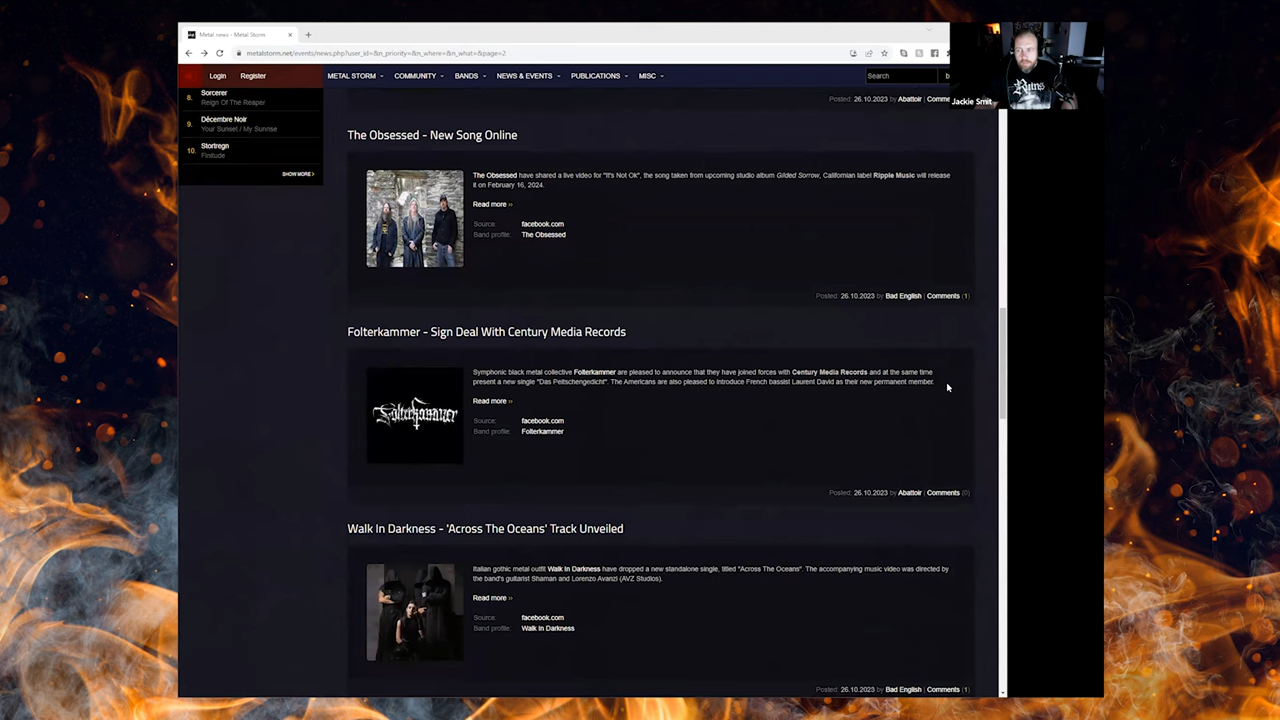 Metal news - Metal Storm
metalstorm.net/events/news.php?user_id=&n_priority=&n_where=&n_what=&page=2
Login Register METAL STORM COMMUNITY BANDS NEWS & EVENTS PUBLICATIONS MISC Search
Jackie Smit
8. Sorcerer
Reign Of The Reaper
9. Décembre Noir
Your Sunset / My Sunrise
10. Stortregn
Finitude
SHOW MORE
Posted: 26.10.2023 by Abattoir | Comme
The Obsessed - New Song Online
The Obsessed have shared a live video for "It's Not Ok", the song taken from upcoming studio album Gilded Sorrow, Californian label Ripple Music will release
it on February 16, 2024.
Read more ››
Source: facebook.com
Band profile: The Obsessed
Posted: 26.10.2023 by Bad English | Comments (1)
Folterkammer - Sign Deal With Century Media Records
Folterkammer
Symphonic black metal collective Folterkammer are pleased to announce that they have joined forces with Century Media Records and at the same time
present a new single "Das Peitschengedicht". The Americans are also pleased to introduce French bassist Laurent David as their new permanent member.
Read more ››
Source: facebook.com
Band profile: Folterkammer
Posted: 26.10.2023 by Abattoir | Comments (0)
Walk In Darkness - 'Across The Oceans' Track Unveiled
Italian gothic metal outfit Walk In Darkness have dropped a new standalone single, titled "Across The Oceans". The accompanying music video was directed by
the band's guitarist Shaman and Lorenzo Avanzi (AVZ Studios).
Read more ››
Source: facebook.com
Band profile: Walk In Darkness
Posted: 26.10.2023 by Bad English | Comments (1)